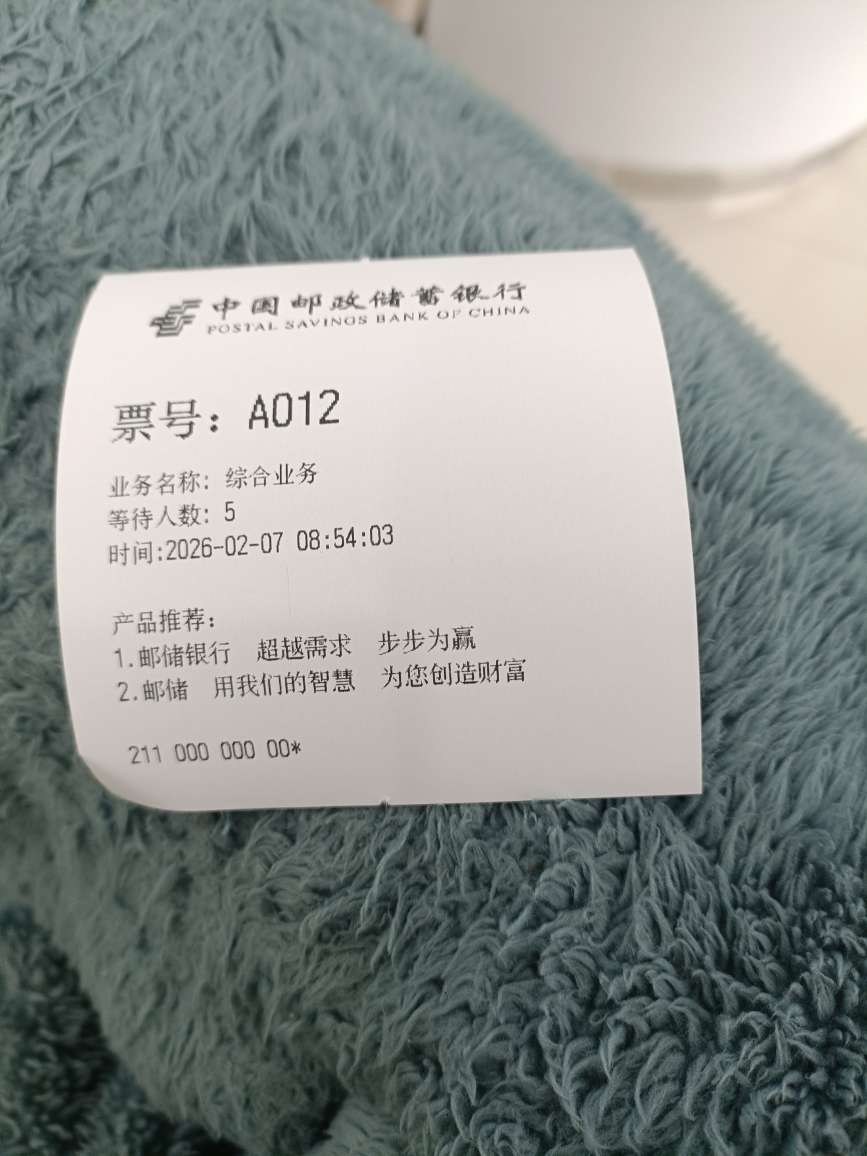 中国邮政储蓄银行
POSTAL SAVINGS BANK OF CHINA
票号：A012
业务名称：综合业务
等待人数：5
时间:2026-02-07 08:54:03
产品推荐：
1.邮储银行 超越需求 步步为赢
2.邮储 用我们的智慧 为您创造财富
211 000 000 00*